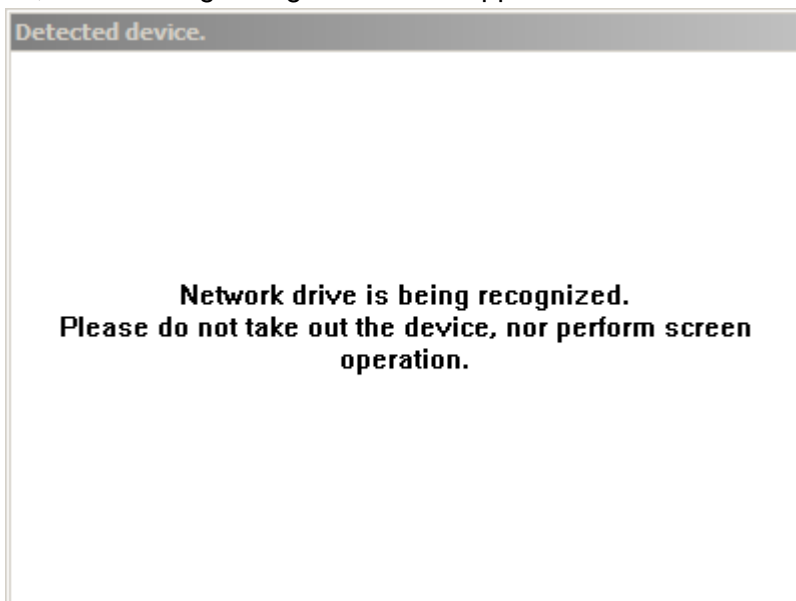 Detected device.
Network drive is being recognized.
Please do not take out the device, nor perform screen
operation.